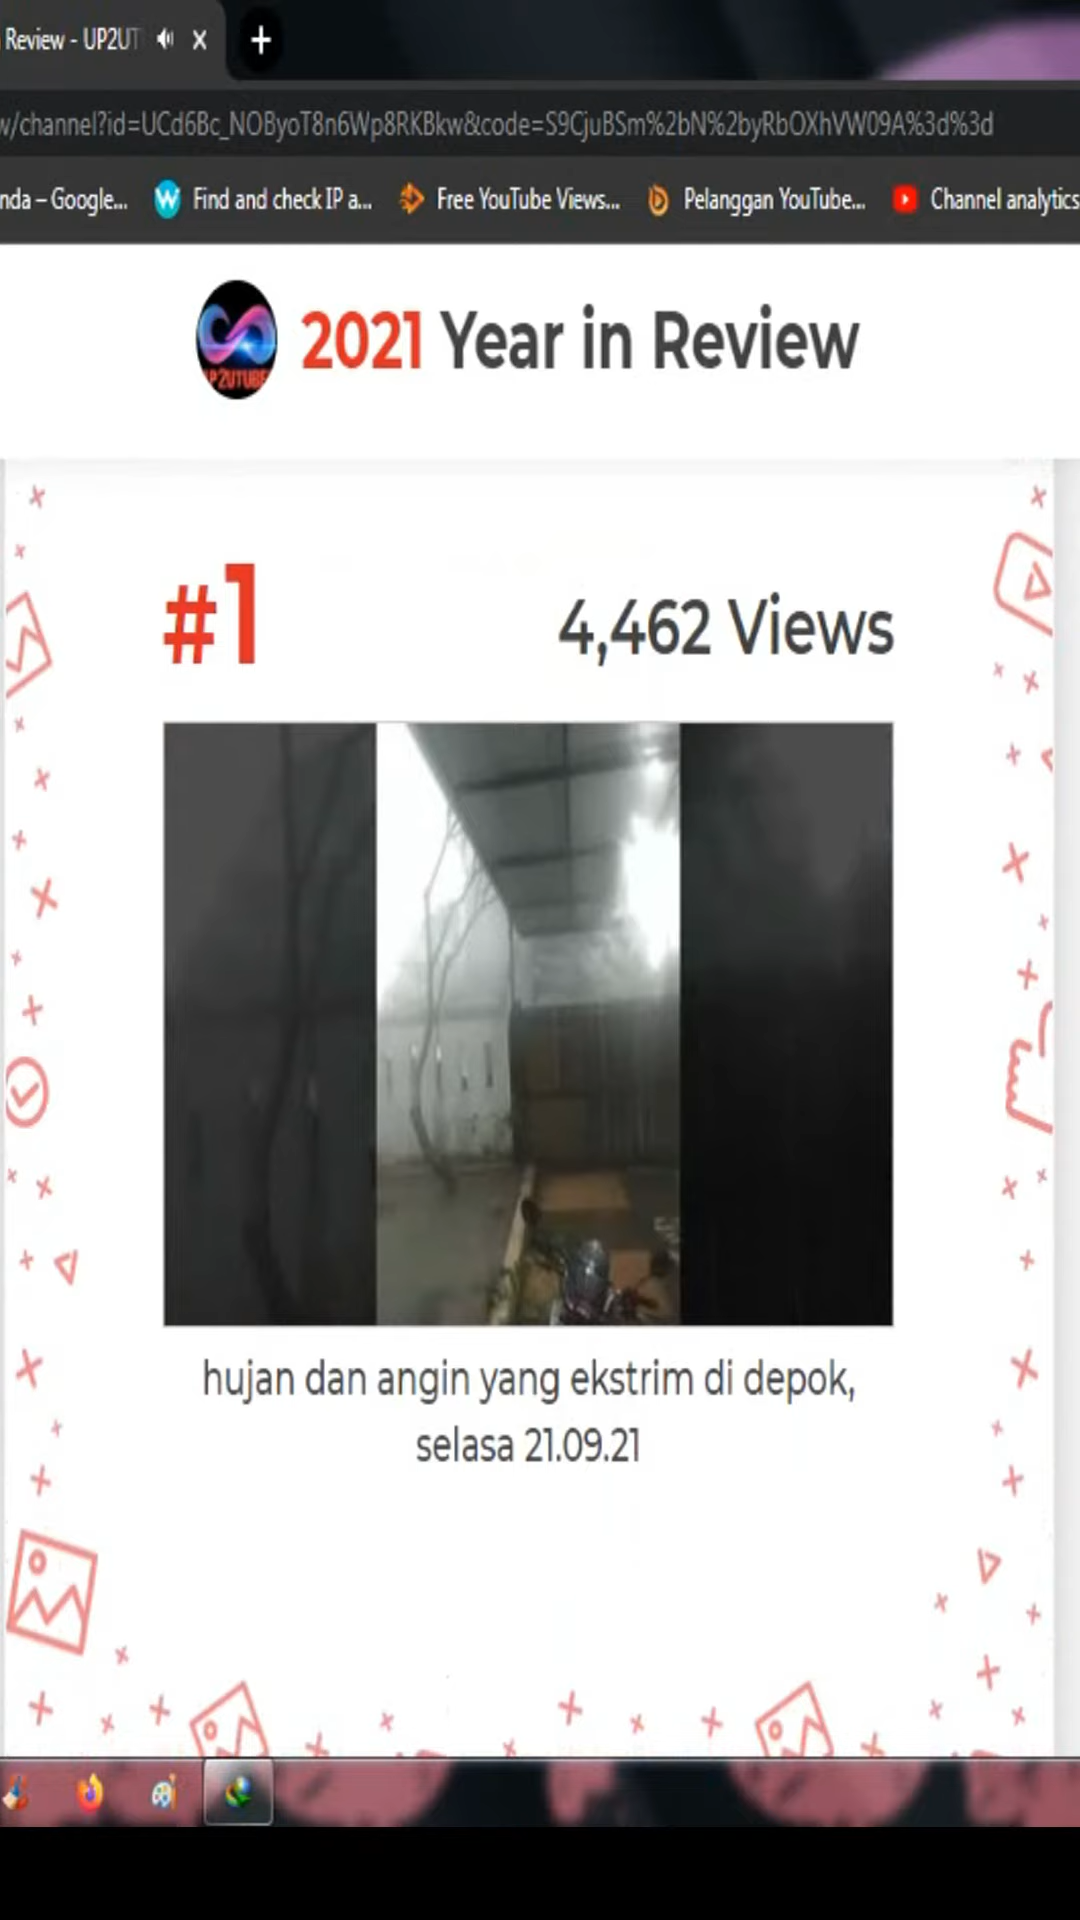 Review - UP2UT
w/channel?id=UCd6Bc_NOByoT8n6Wp8RKBkw&code=S9CjuBSm%2bN%2byRbOXhVW09A%3d%3d
nda – Google... Find and check IP a... Free YouTube Views... Pelanggan YouTube... Channel analytics
2021 Year in Review
P2UTUBE
#1 4,462 Views
hujan dan angin yang ekstrim di depok,
selasa 21.09.21